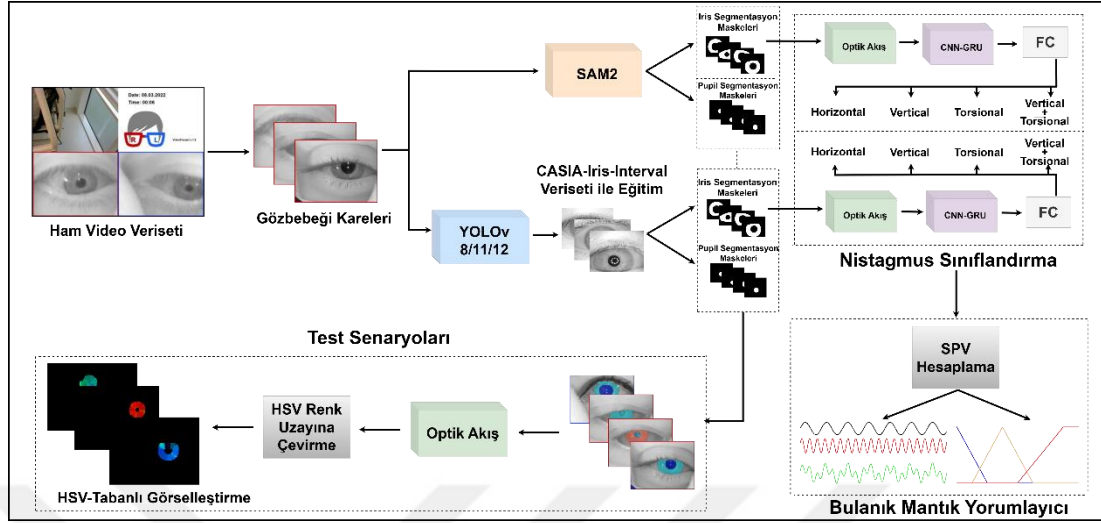 Date: 08.03.2022
Time: 00:06
R
L
Ham Video Veriseti
Gözbebeği Kareleri
SAM2
YOLOv
8/11/12
CASIA-Iris-Interval
Veriseti ile Eğitim
Iris Segmentasyon
Maskeleri
Pupil Segmentasyon
Maskeleri
Iris Segmentasyon
Maskeleri
Pupil Segmentasyon
Maskeleri
Optik Akış
CNN-GRU
FC
Horizontal
Vertical
Torsional
Vertical
+
Torsional
Horizontal
Vertical
Torsional
Vertical
+
Torsional
Optik Akış
CNN-GRU
FC
Nistagmus Sınıflandırma
SPV
Hesaplama
Bulanık Mantık Yorumlayıcı
Test Senaryoları
HSV Renk
Uzayına
Çevirme
Optik Akış
HSV-Tabanlı Görselleştirme